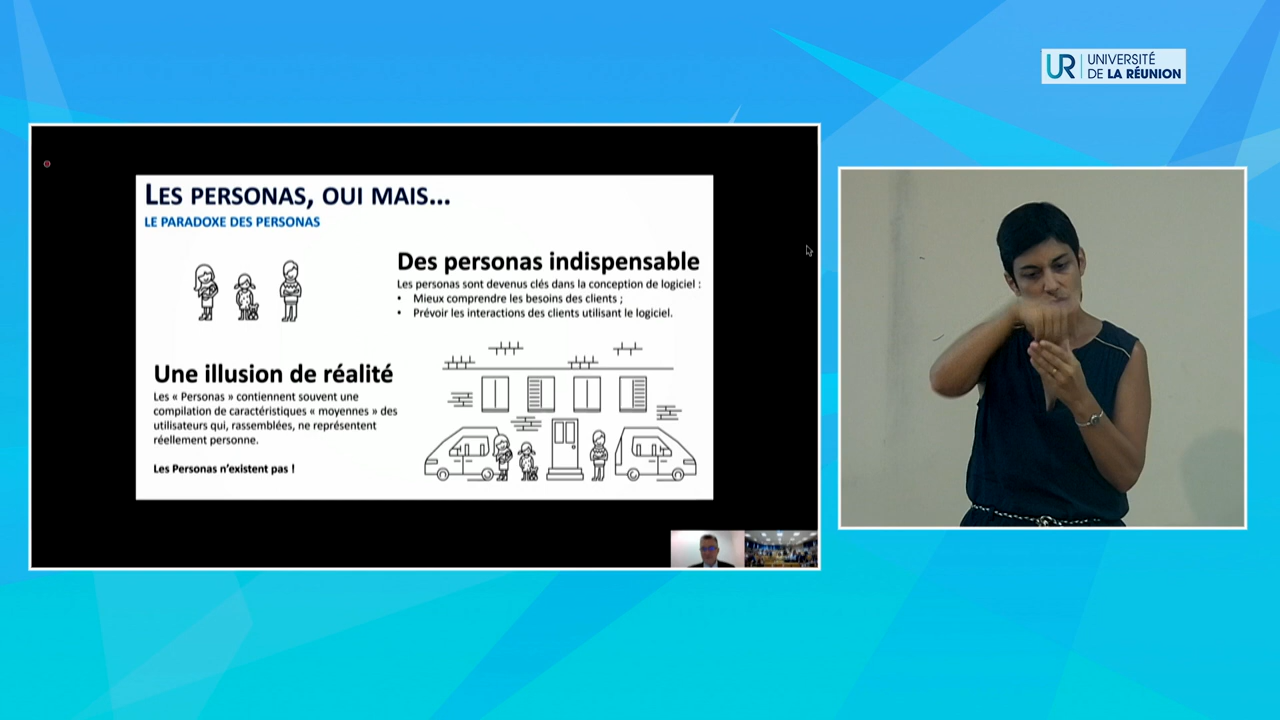 UR UNIVERSITÉ
DE LA RÉUNION
LES PERSONAS, OUI MAIS...
LE PARADOXE DES PERSONAS
Des personas indispensable
Les personas sont devenus clés dans la conception de logiciel :
• Mieux comprendre les besoins des clients ;
• Prévoir les interactions des clients utilisant le logiciel.
Une illusion de réalité
Les « Personas » contiennent souvent une
compilation de caractéristiques « moyennes » des
utilisateurs qui, rassemblées, ne représentent
réellement personne.
Les Personas n'existent pas !